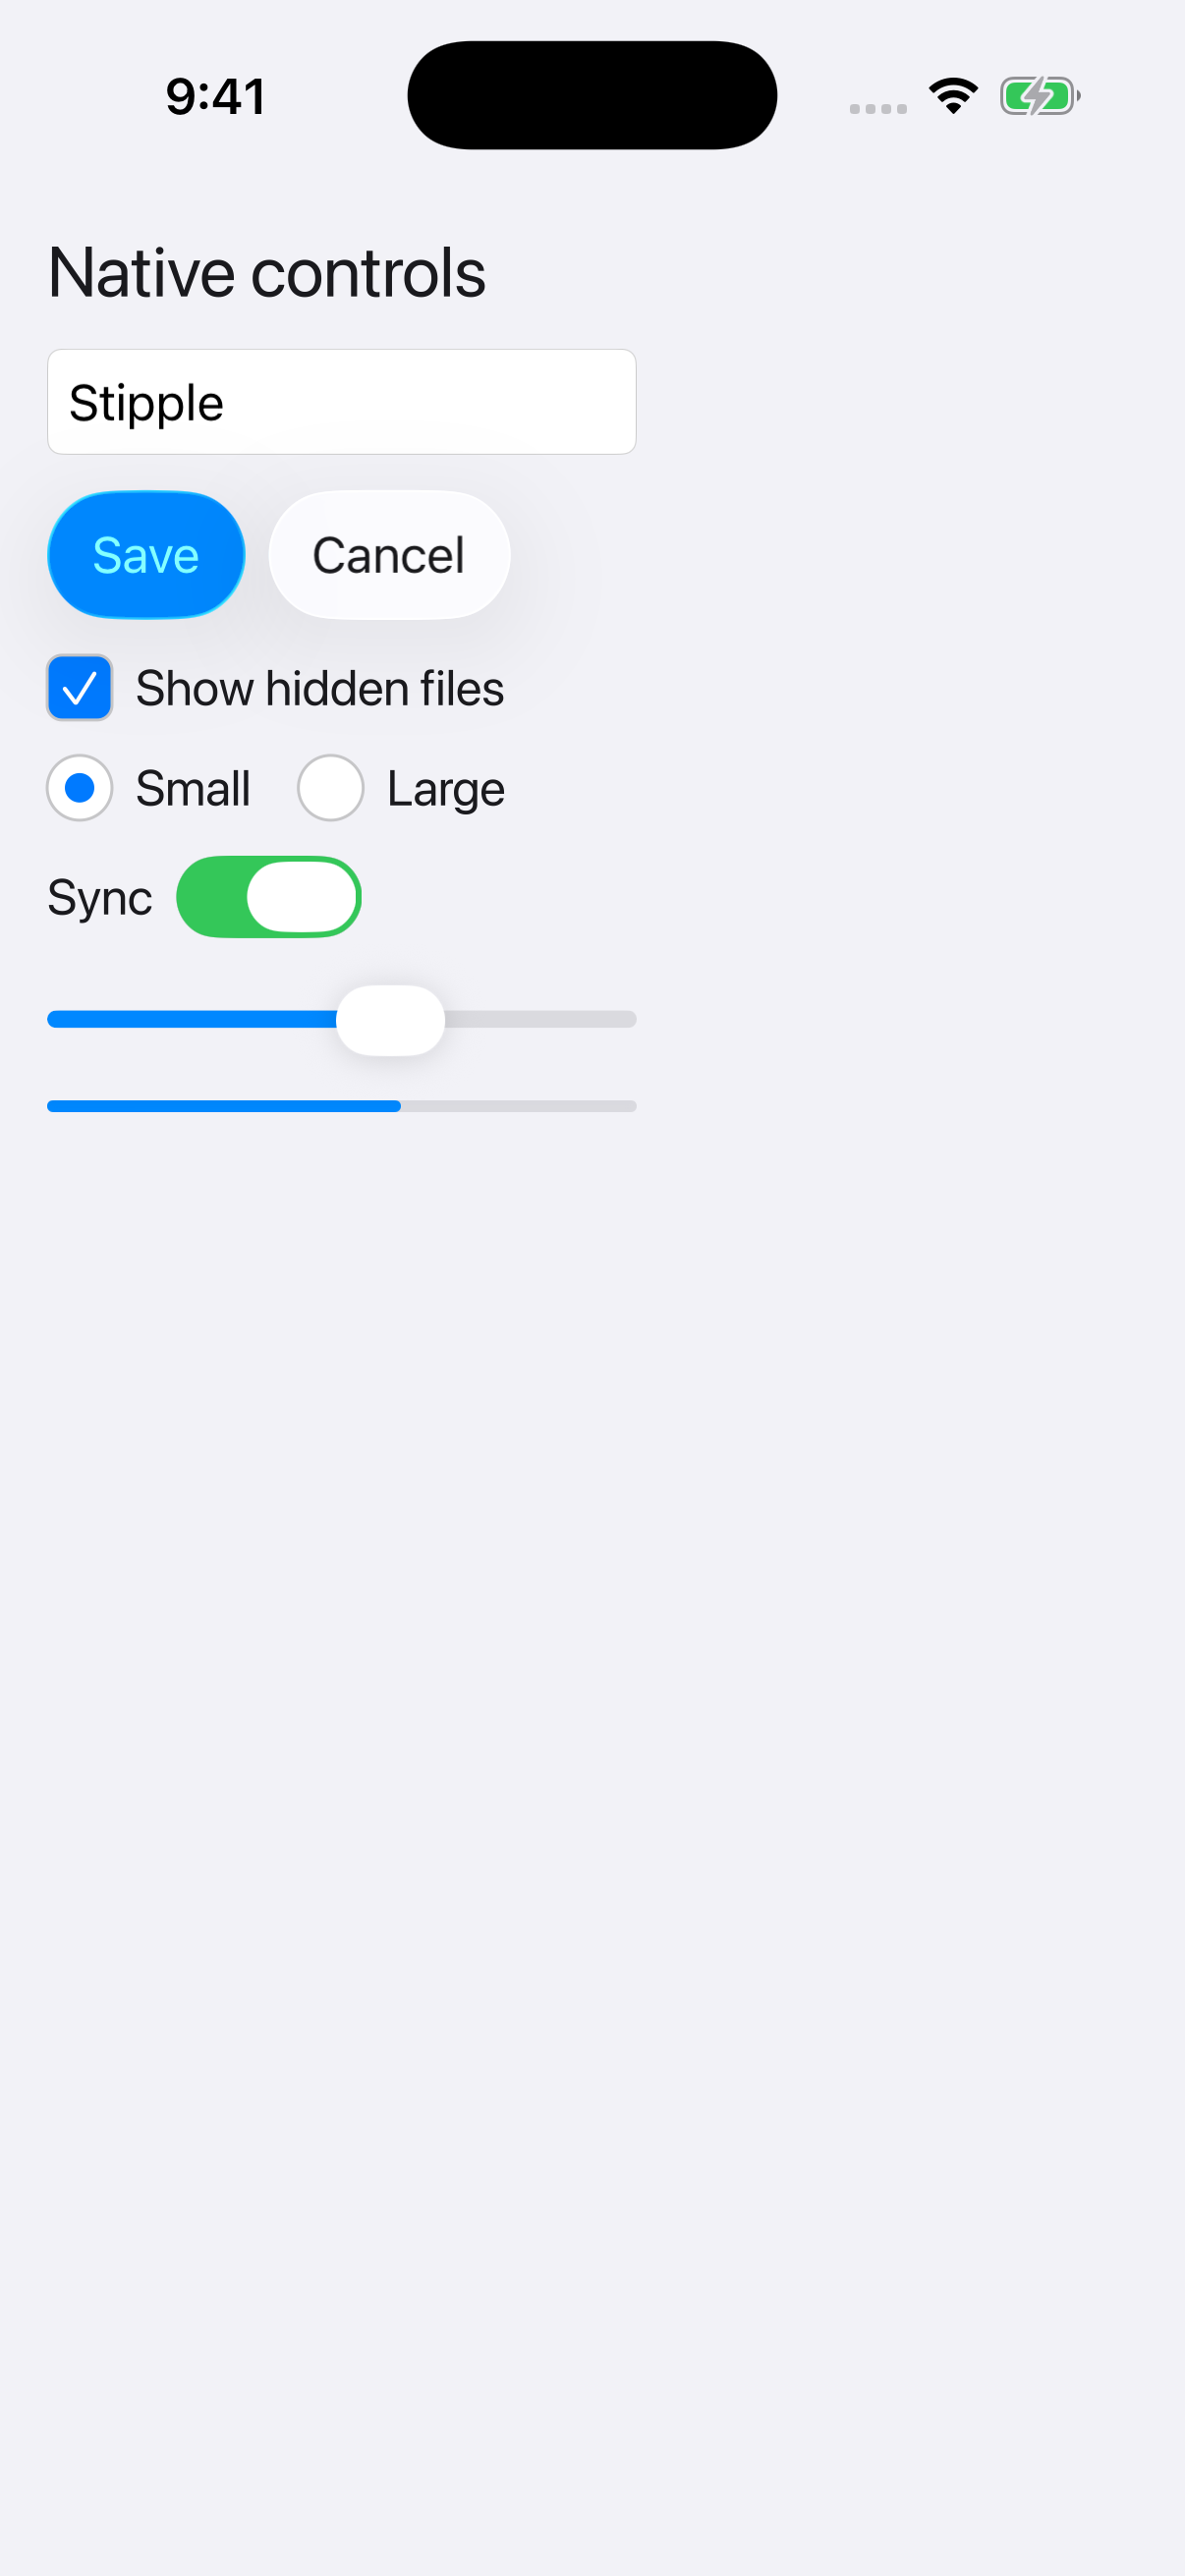 9:41
Native controls
Stipple
Save Cancel
Show hidden files
Small Large
Sync